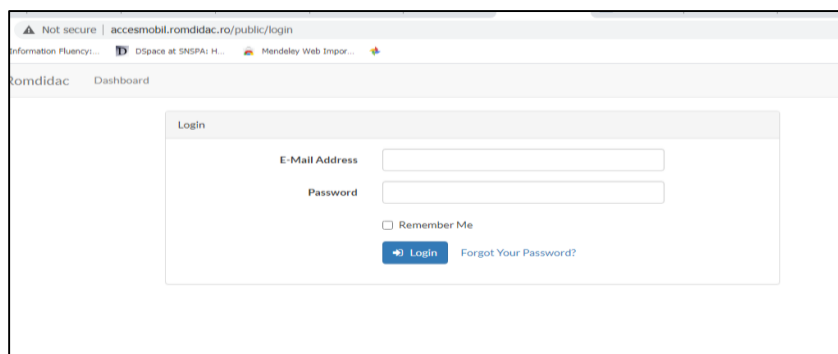 Not secure | accesmobil.romdidac.ro/public/login
Information Fluency:... DSpace at SNSPA: H... Mendeley Web Impor...
Romdidac Dashboard
Login
E-Mail Address
Password
Remember Me
Login Forgot Your Password?